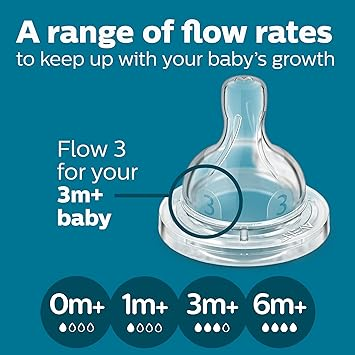 A range of flow rates
to keep up with your baby's growth
Flow 3
for your
3m+
baby
3 3
0m+ 1m+ 3m+ 6m+